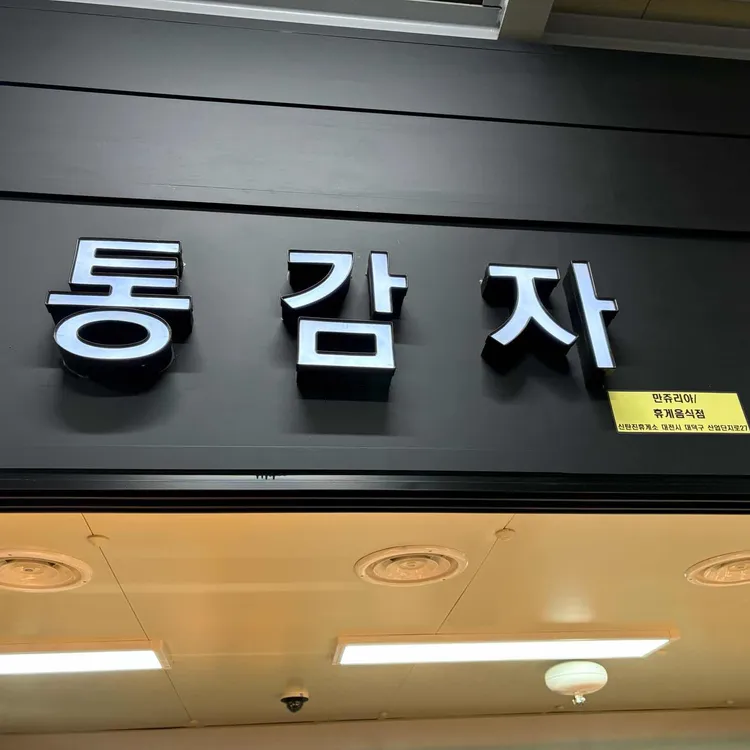 통감자
만쥬리아/
휴게음식점
신탄진휴게소 대전시 대덕구 산업단지로27